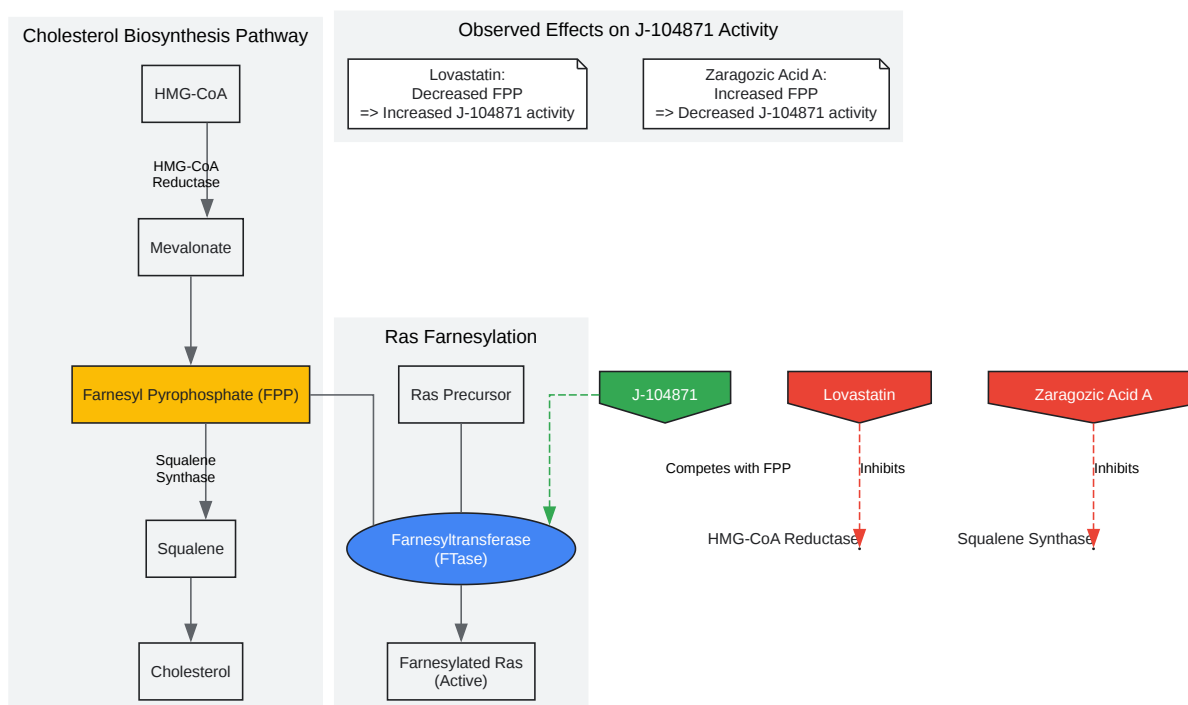 Cholesterol Biosynthesis Pathway
HMG-CoA
HMG-CoA
Reductase
Mevalonate
Farnesyl Pyrophosphate (FPP)
Squalene
Synthase
Squalene
Cholesterol
Observed Effects on J-104871 Activity
Lovastatin:
Decreased FPP
=> Increased J-104871 activity
Zaragozic Acid A:
Increased FPP
=> Decreased J-104871 activity
Ras Farnesylation
Ras Precursor
Farnesyltransferase
(FTase)
Farnesylated Ras
(Active)
J-104871
Competes with FPP
Lovastatin
Inhibits
HMG-CoA Reductase
Zaragozic Acid A
Inhibits
Squalene Synthase